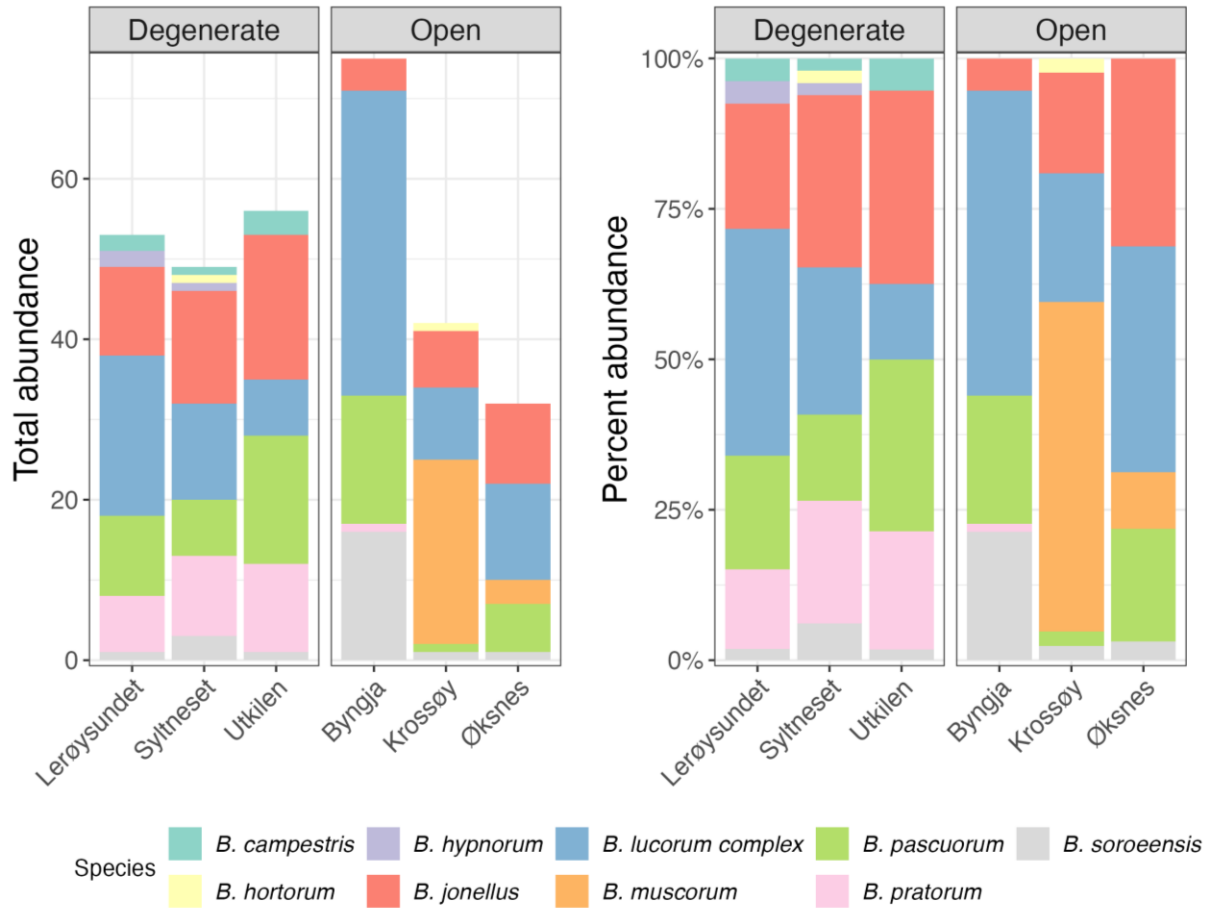 Degenerate Open
Total abundance
60
40
20
0
Lerøysundet Syltneset Utkilen Byngja Krossøy Øksnes
Degenerate Open
Percent abundance
100%
75%
50%
25%
0%
Lerøysundet Syltneset Utkilen Byngja Krossøy Øksnes
Species
B. campestris B. hypnorum B. lucorum complex B. pascuorum B. soroeensis
B. hortorum B. jonellus B. muscorum B. pratorum